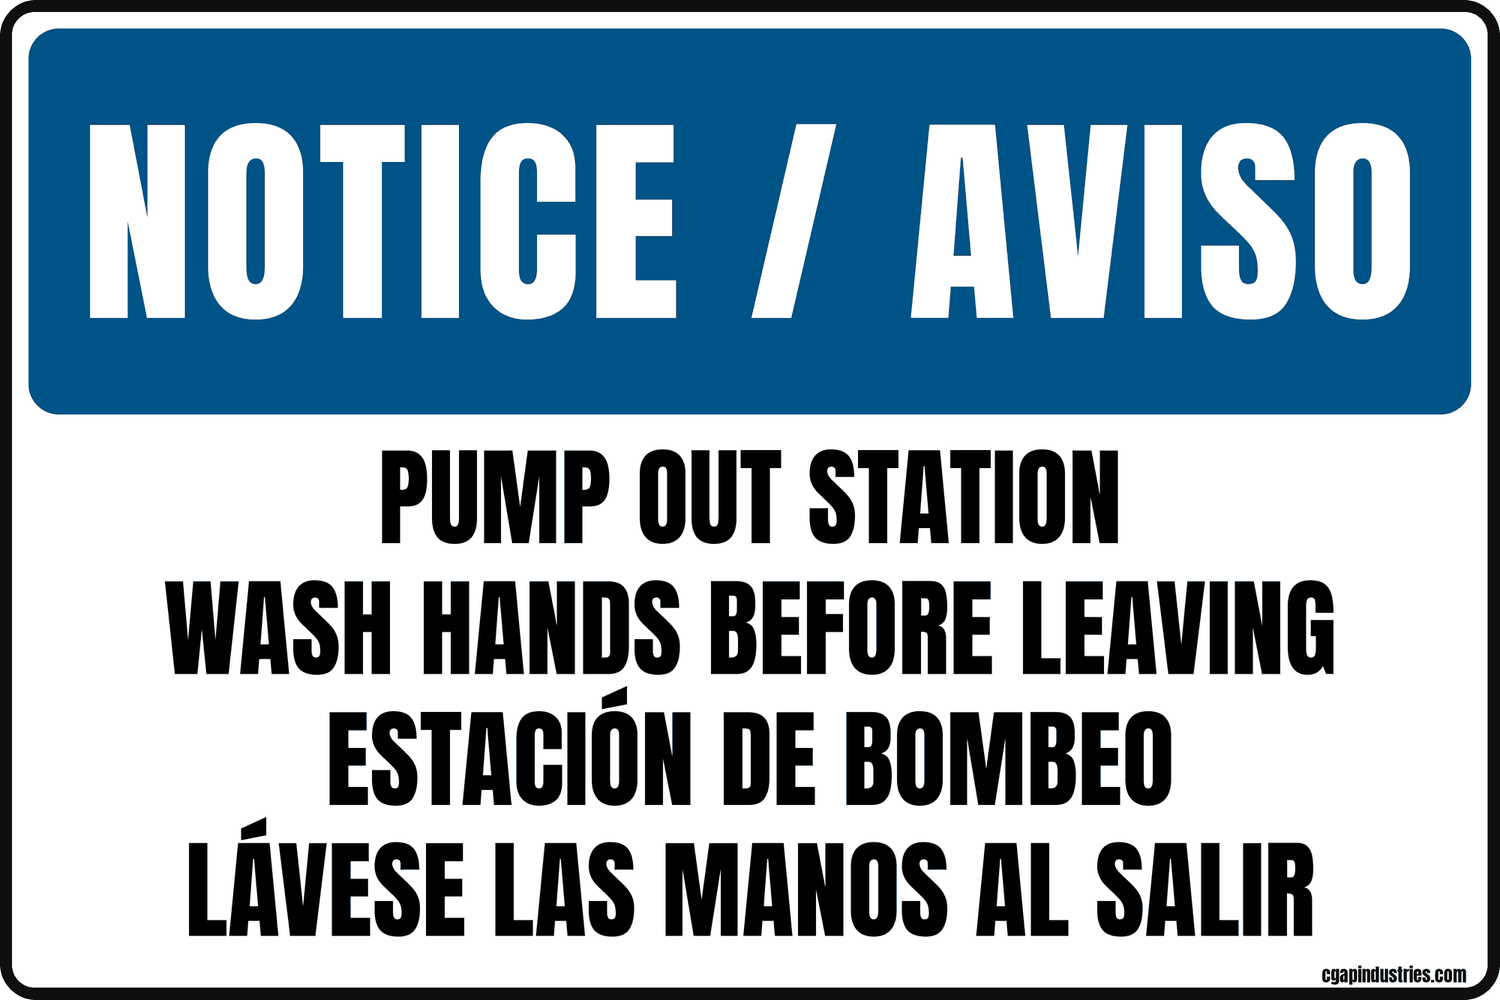 NOTICE / AVISO
PUMP OUT STATION
WASH HANDS BEFORE LEAVING
ESTACIÓN DE BOMBEO
LÁVESE LAS MANOS AL SALIR
cgapindustries.com